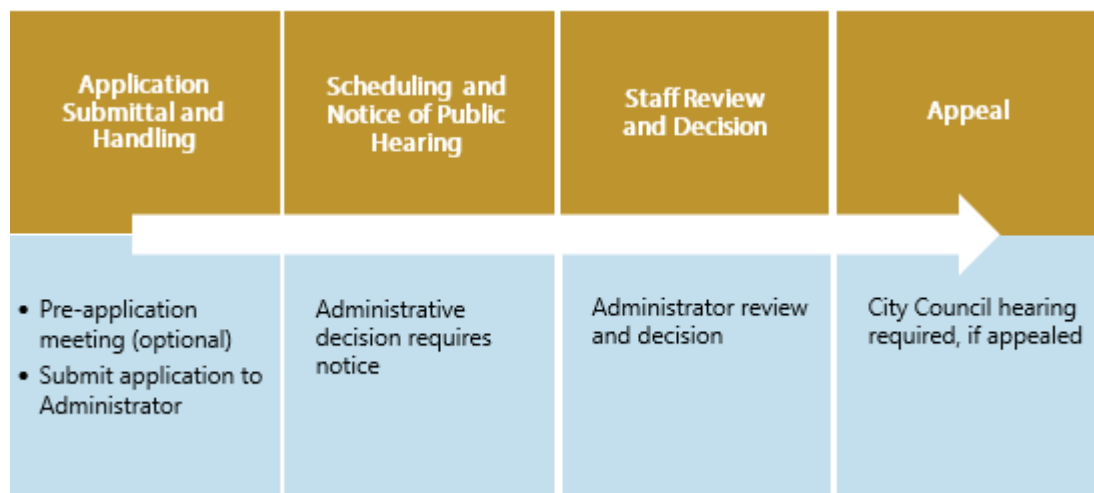 Application
Submittal and
Handling
Scheduling and
Notice of Public
Hearing
Staff Review
and Decision
Appeal
• Pre-application
meeting (optional)
• Submit application to
Administrator
Administrative
decision requires
notice
Administrator review
and decision
City Council hearing
required, if appealed